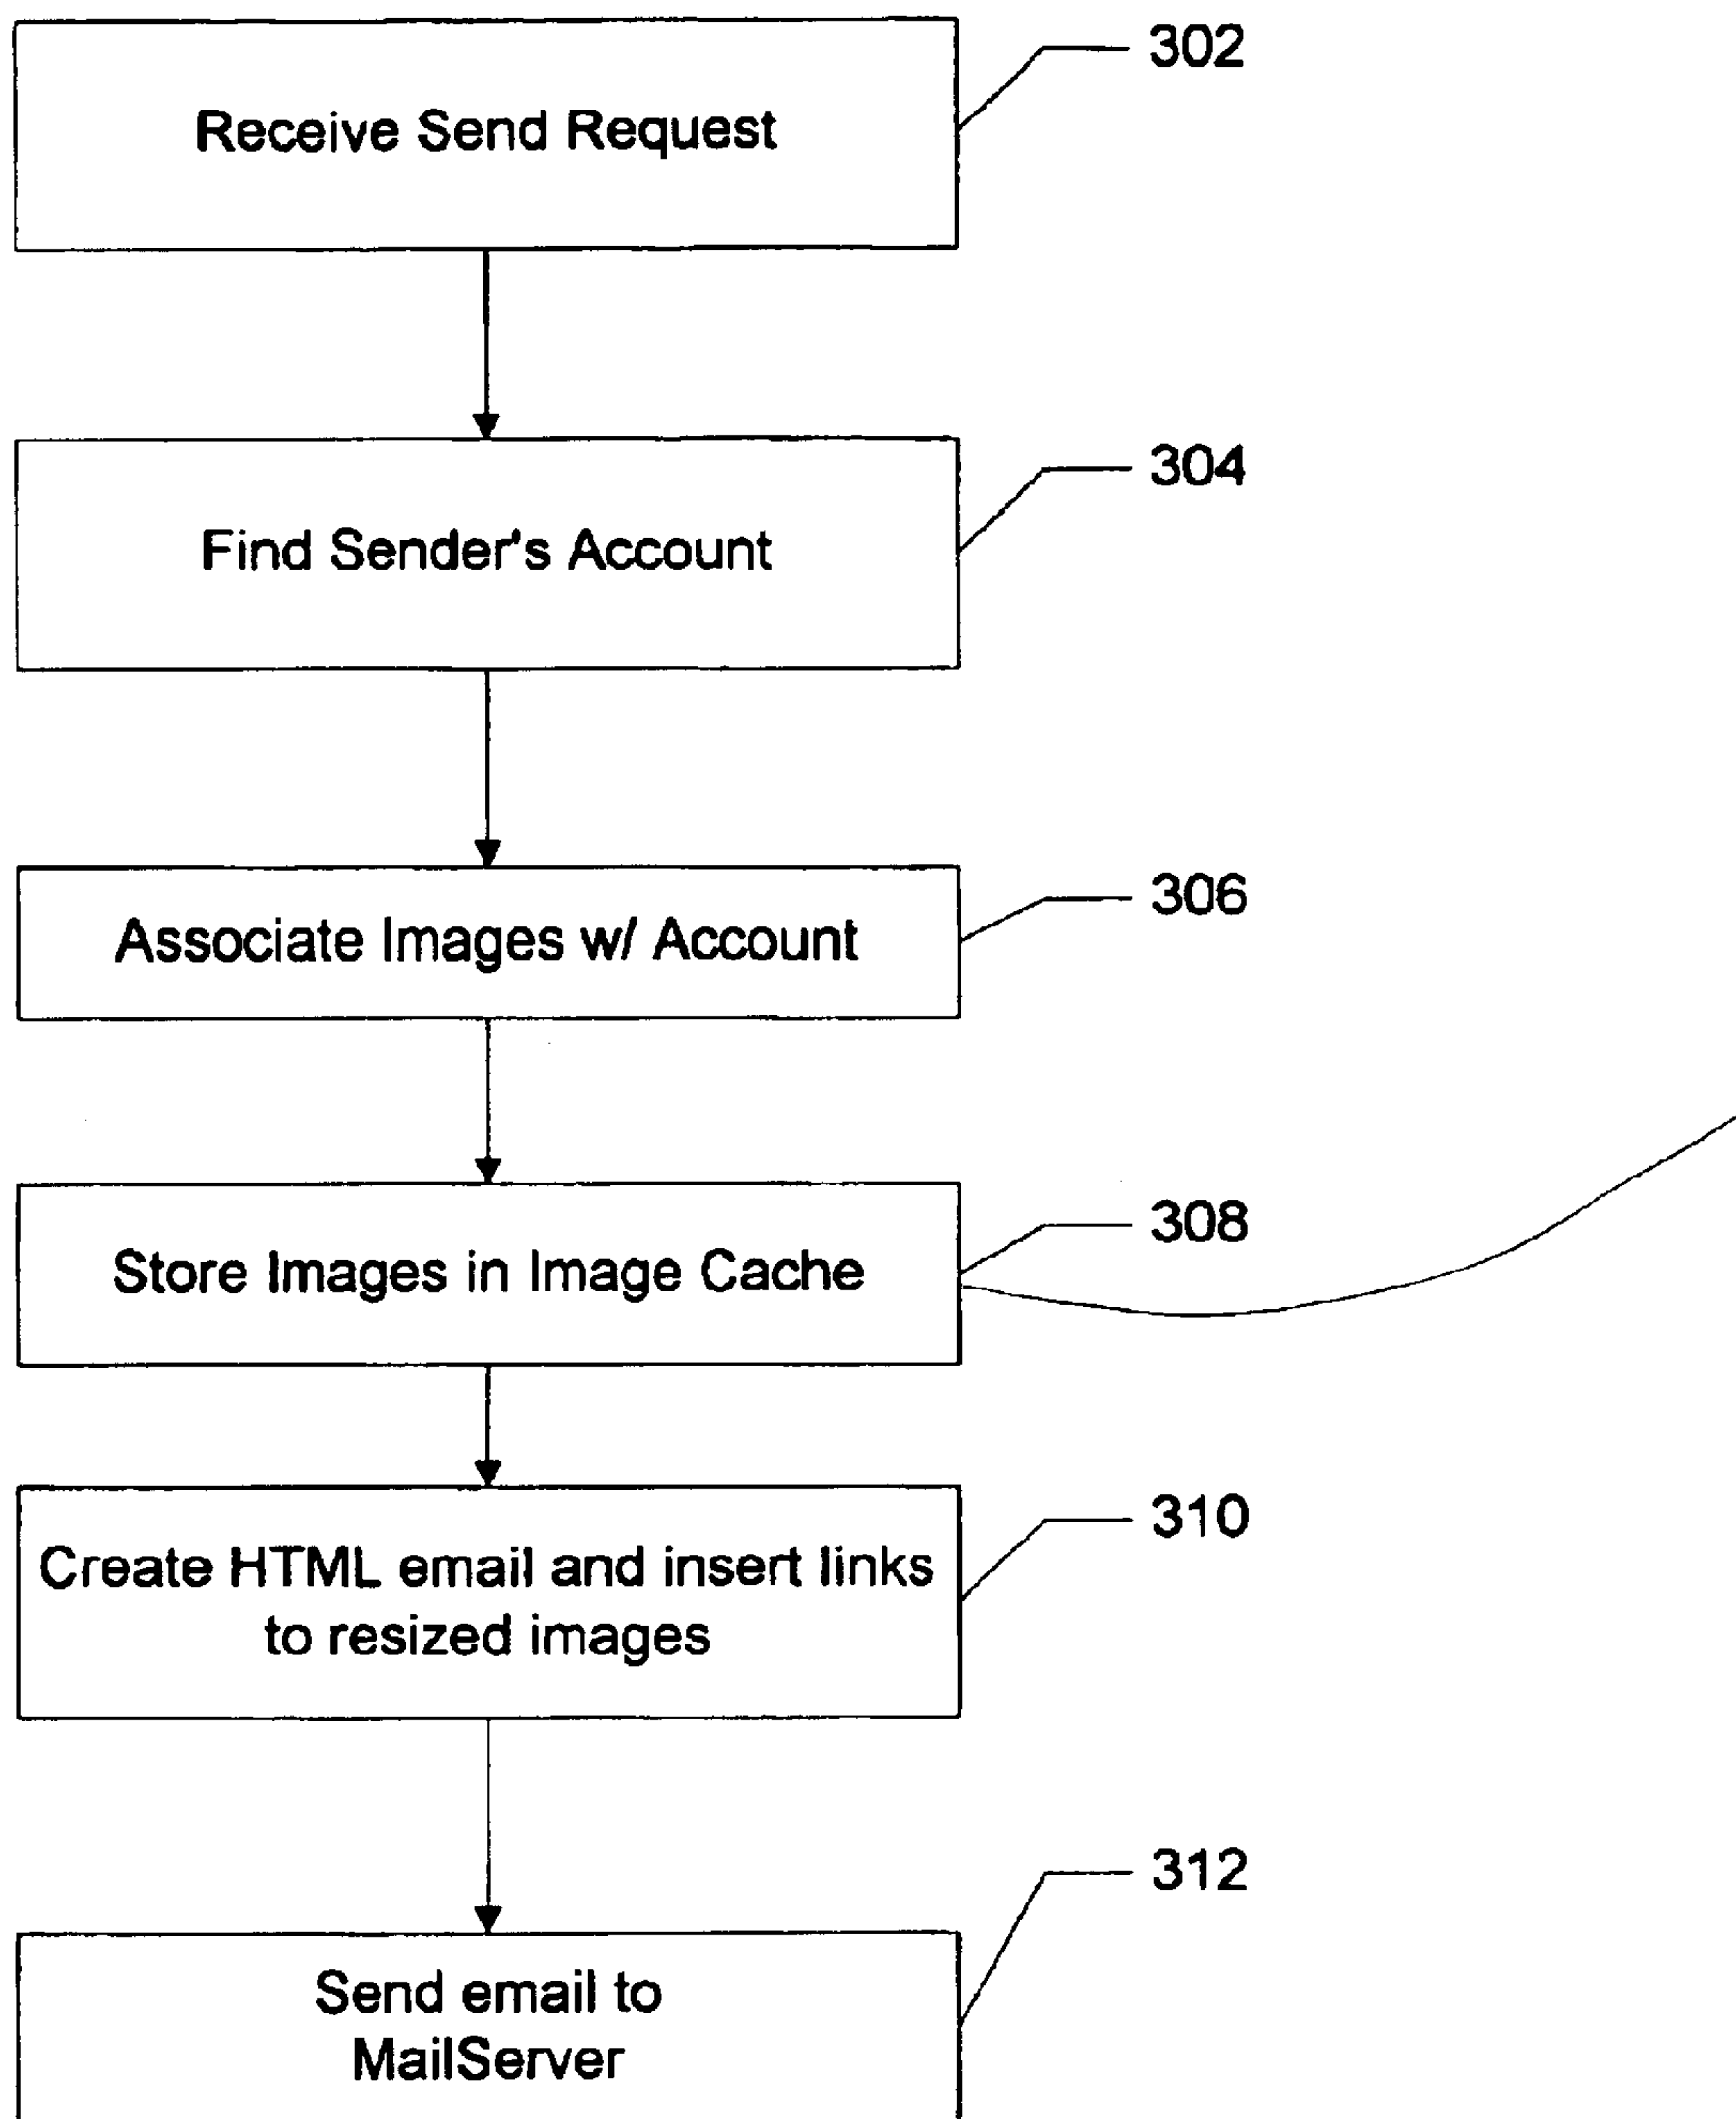 302
Receive Send Request
304
Find Sender's Account
306
Associate Images w/ Account
308
Store Images in Image Cache
310
Create HTML email and insert links
to resized images
312
Send email to
MailServer